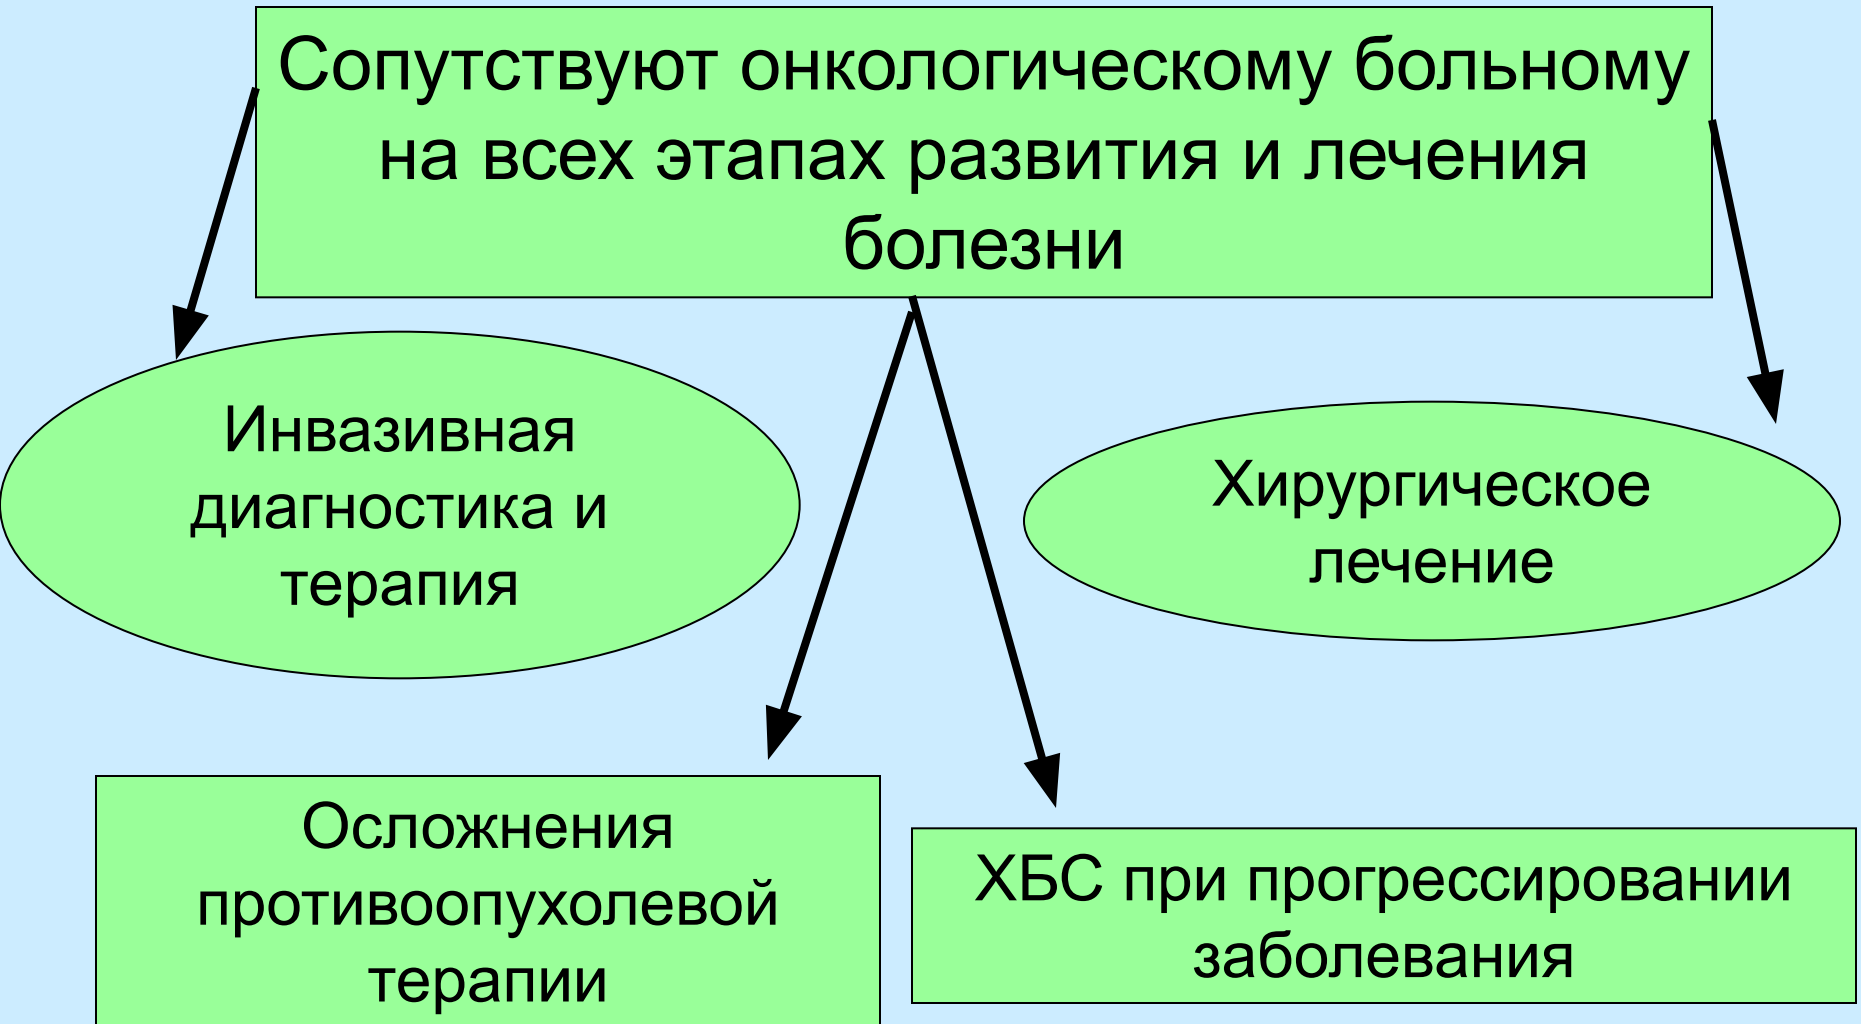 Сопутствуют онкологическому больному
на всех этапах развития и лечения
болезни
Инвазивная
диагностика и
терапия
Хирургическое
лечение
Осложнения
противоопухолевой
терапии
ХБС при прогрессировании
заболевания